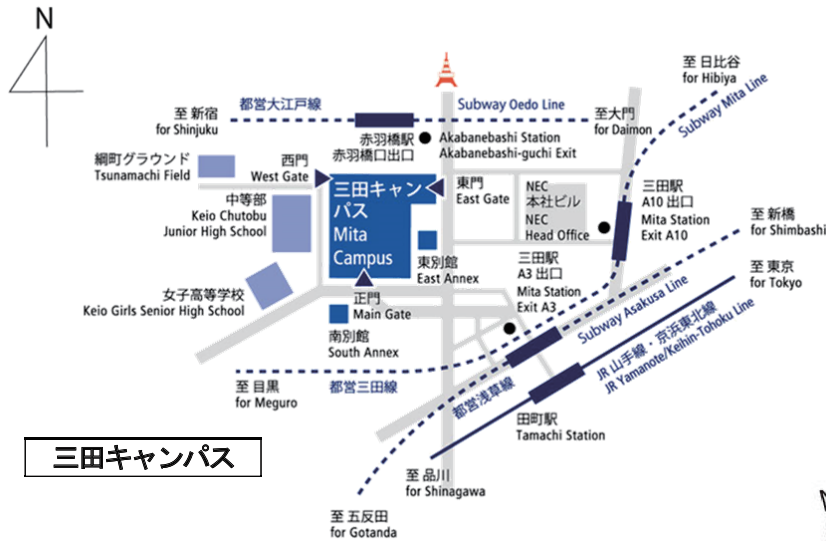 N
至 日比谷
for Hibiya
Subway Mita Line
至 新宿
for Shinjuku
都営大江戸線
Subway Oedo Line
至大門
for Daimon
赤羽橋駅
赤羽橋口出口
Akabanebashi Station
Akabanebashi-guchi Exit
綱町グラウンド
Tsunamachi Field
西門
West Gate
三田キャン
パス
Mita
Campus
東門
East Gate
NEC
本社ビル
NEC
Head Office
三田駅
A10 出口
Mita Station
Exit A10
中等部
Keio Chutobu
Junior High School
至 新橋
for Shimbashi
東別館
East Annex
三田駅
A3 出口
Mita Station
Exit A3
至 東京
for Tokyo
女子高等学校
Keio Girls Senior High School
正門
Main Gate
南別館
South Annex
Subway Asakusa Line
JR 山手線・京浜東北線
JR Yamanote/Keihin-Tohoku Line
至 目黒
for Meguro
都営三田線
都営浅草線
田町駅
Tamachi Station
三田キャンパス
至 品川
for Shinagawa
至 五反田
for Gotanda